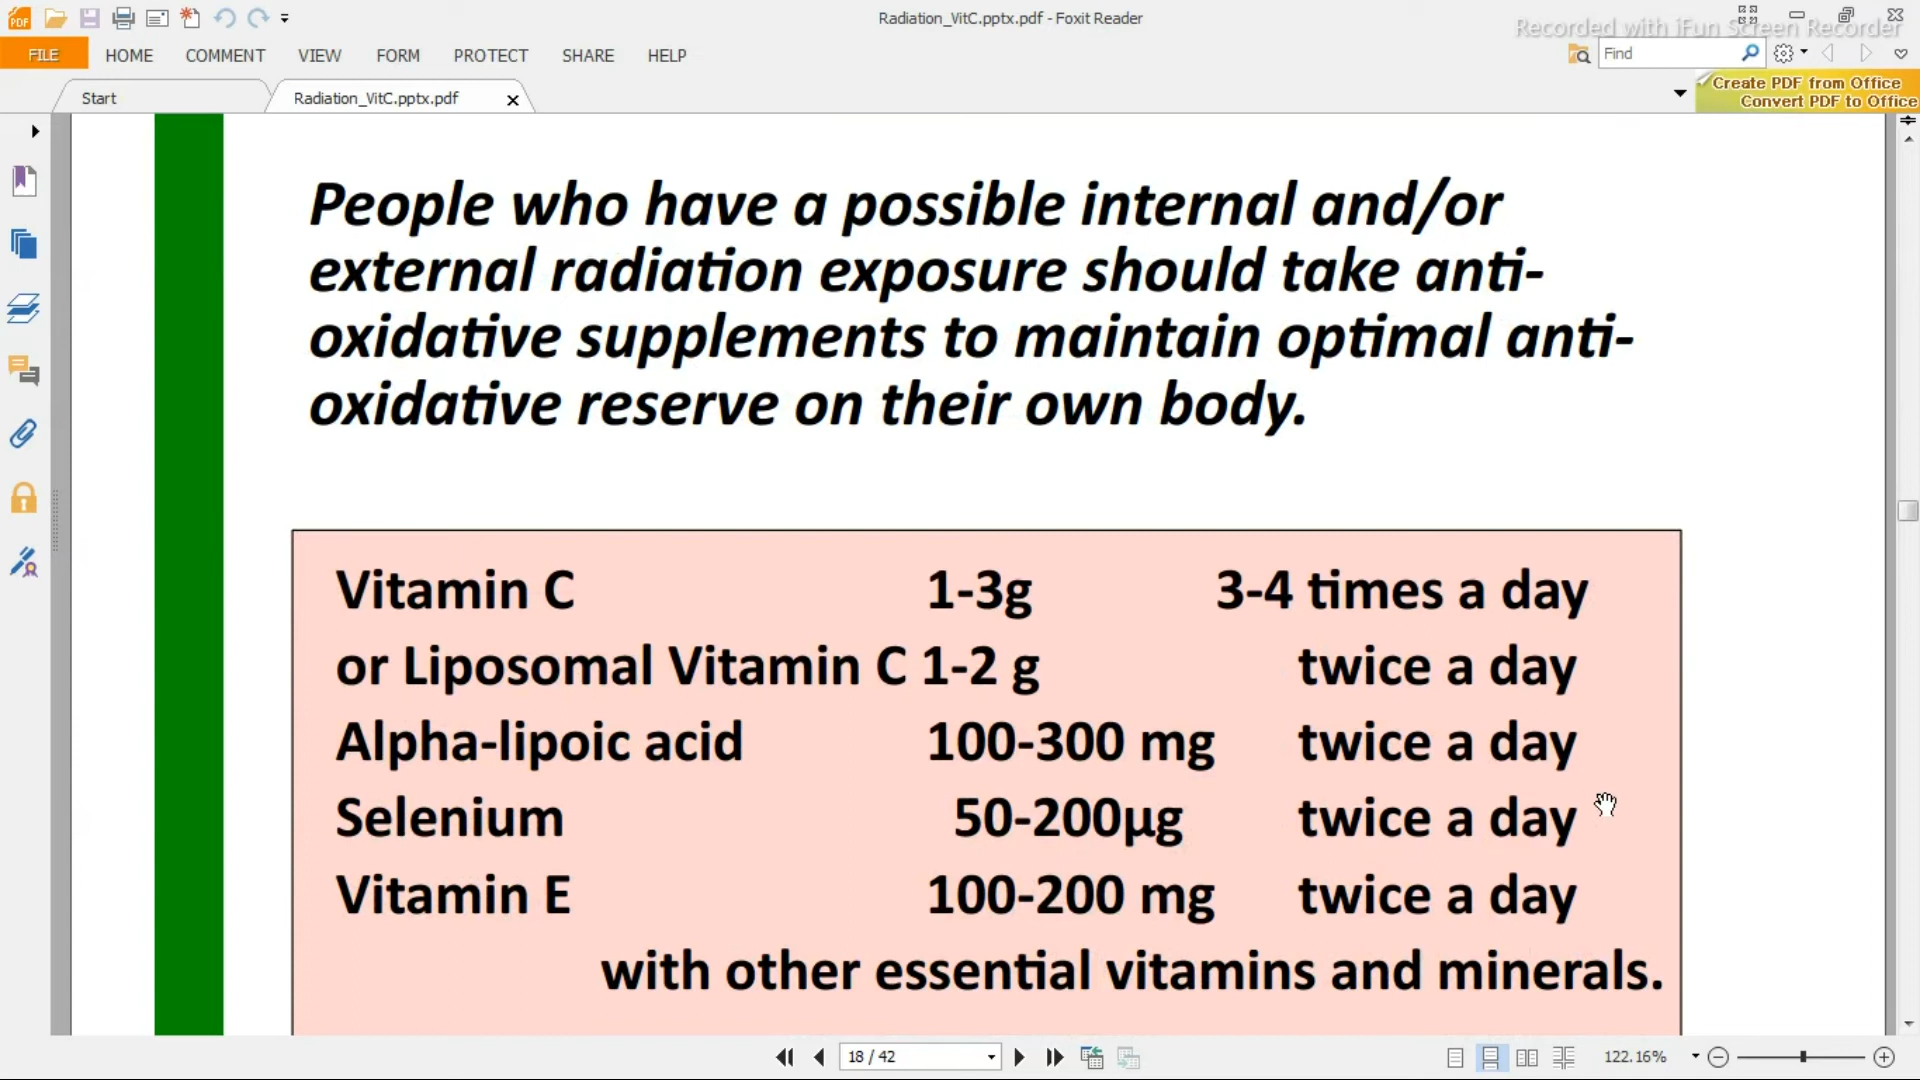 Radiation_VitC.pptx.pdf - Foxit Reader
Recorded with iFun Screen Recorder
FILE HOME COMMENT VIEW FORM PROTECT SHARE HELP
Find
Start
Radiation_VitC.pptx.pdf
Create PDF from Office
Convert PDF to Office
People who have a possible internal and/or
external radiation exposure should take anti-
oxidative supplements to maintain optimal anti-
oxidative reserve on their own body.
Vitamin C 1-3g 3-4 times a day
or Liposomal Vitamin C 1-2 g twice a day
Alpha-lipoic acid 100-300 mg twice a day
Selenium 50-200µg twice a day
Vitamin E 100-200 mg twice a day
with other essential vitamins and minerals.
18 / 42
122.16%